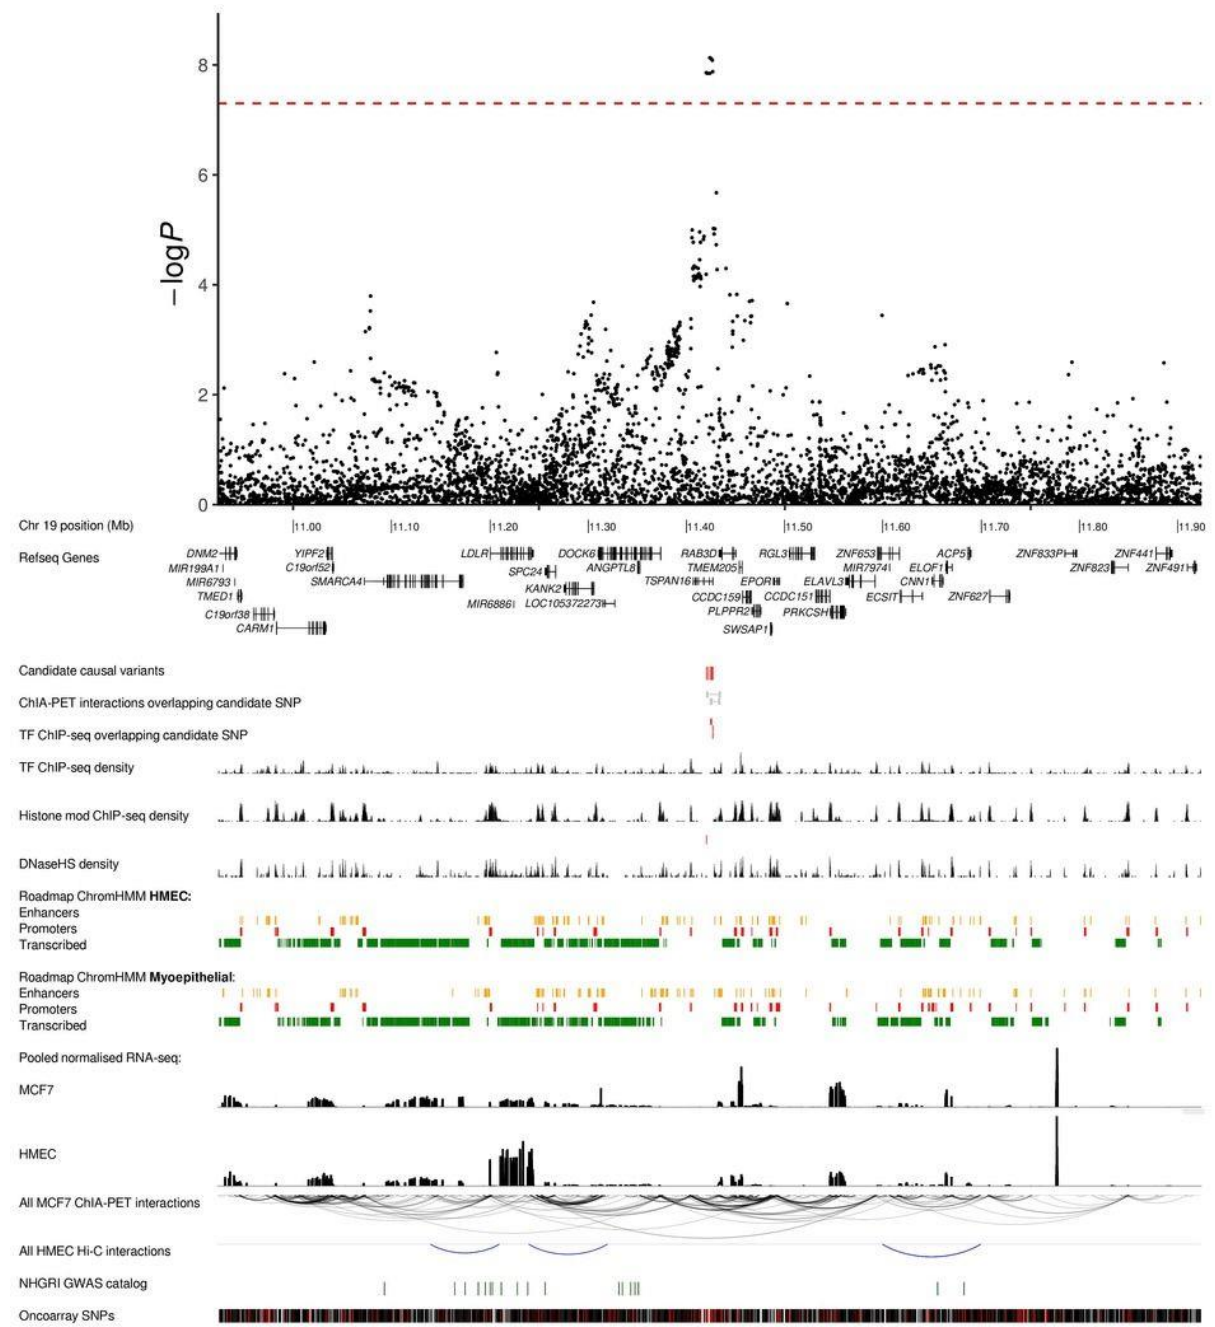 8
6
4
2
0
−logP
Chr 19 position (Mb)
|11.00 |11.10 |11.20 |11.30 |11.40 |11.50 |11.60 |11.70 |11.80 |11.90
Refseq Genes
DNM2 YIPF2 LDLR DOCK6 RAB3D RGL3 ZNF653 ACP5 ZNF833P ZNF441
MIR199A1 C19orf52 SPC24 ANGPTL8 TMEM205 MIR7974 ELOF1 ZNF823 ZNF491
MIR6793 SMARCA4 KANK2 TSPAN16 EPOR ELAVL3 CNN1
TMED1 MIR6886 LOC105372273 CCDC159 CCDC151 ECSIT ZNF627
C19orf38 PLPPR2 PRKCSH
CARM1 SWSAP1
Candidate causal variants
ChIA-PET interactions overlapping candidate SNP
TF ChIP-seq overlapping candidate SNP
TF ChIP-seq density
Histone mod ChIP-seq density
DNaseHS density
Roadmap ChromHMM HMEC:
Enhancers
Promoters
Transcribed
Roadmap ChromHMM Myoepithelial:
Enhancers
Promoters
Transcribed
Pooled normalised RNA-seq:
MCF7
HMEC
All MCF7 ChIA-PET interactions
All HMEC Hi-C interactions
NHGRI GWAS catalog
Oncoarray SNPs